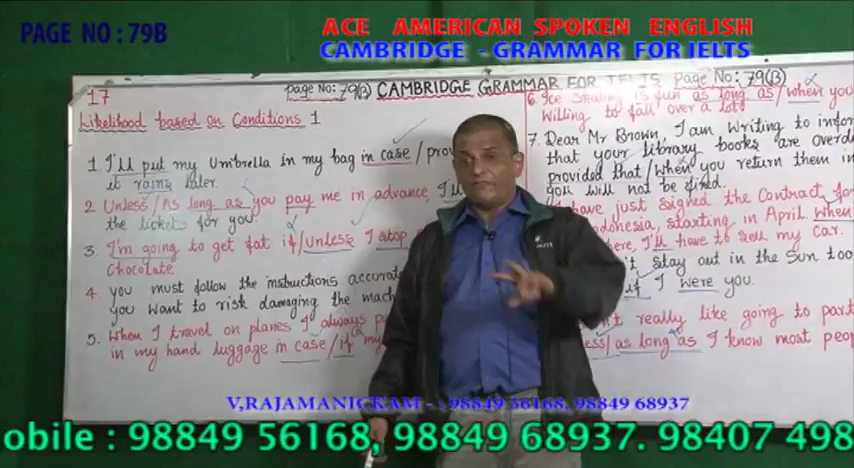 PAGE NO : 79B
ACE AMERICAN SPOKEN ENGLISH
CAMBRIDGE - GRAMMAR FOR IELTS
17
Page No: 79(B) CAMBRIDGE GRAMMAR FOR IELTS Page No: 79(B)
Likelihood based on Conditions 1
1. I'll put my umbrella in my bag in case / pro
it rains later.
2 Unless / As long as you pay me in advance, I'll
the tickets for you
3. I'm going to get fat if / unless I stop
chocolate.
4 you must follow the instructions accura
you want to risk damaging the mach
5. When I travel on planes I always p
in my hand luggage in case / if my
6. Ice Skating is fun as long as / when you
willing to fall over a lot!
7. Dear Mr Brown, I am writing to infor
that your library books are overdu
provided that / When you return them in
you will not be fined.
have just signed the Contract for
donesia, starting in April when
here, I'll have to sell my car.
stay out in the sun too
if I were you.
n't really like going to part
less / as long as I know most peop
V,RAJAMANICKAM - : 98849 56168, 98849 68937
obile : 98849 56168, 98849 68937. 98407 498